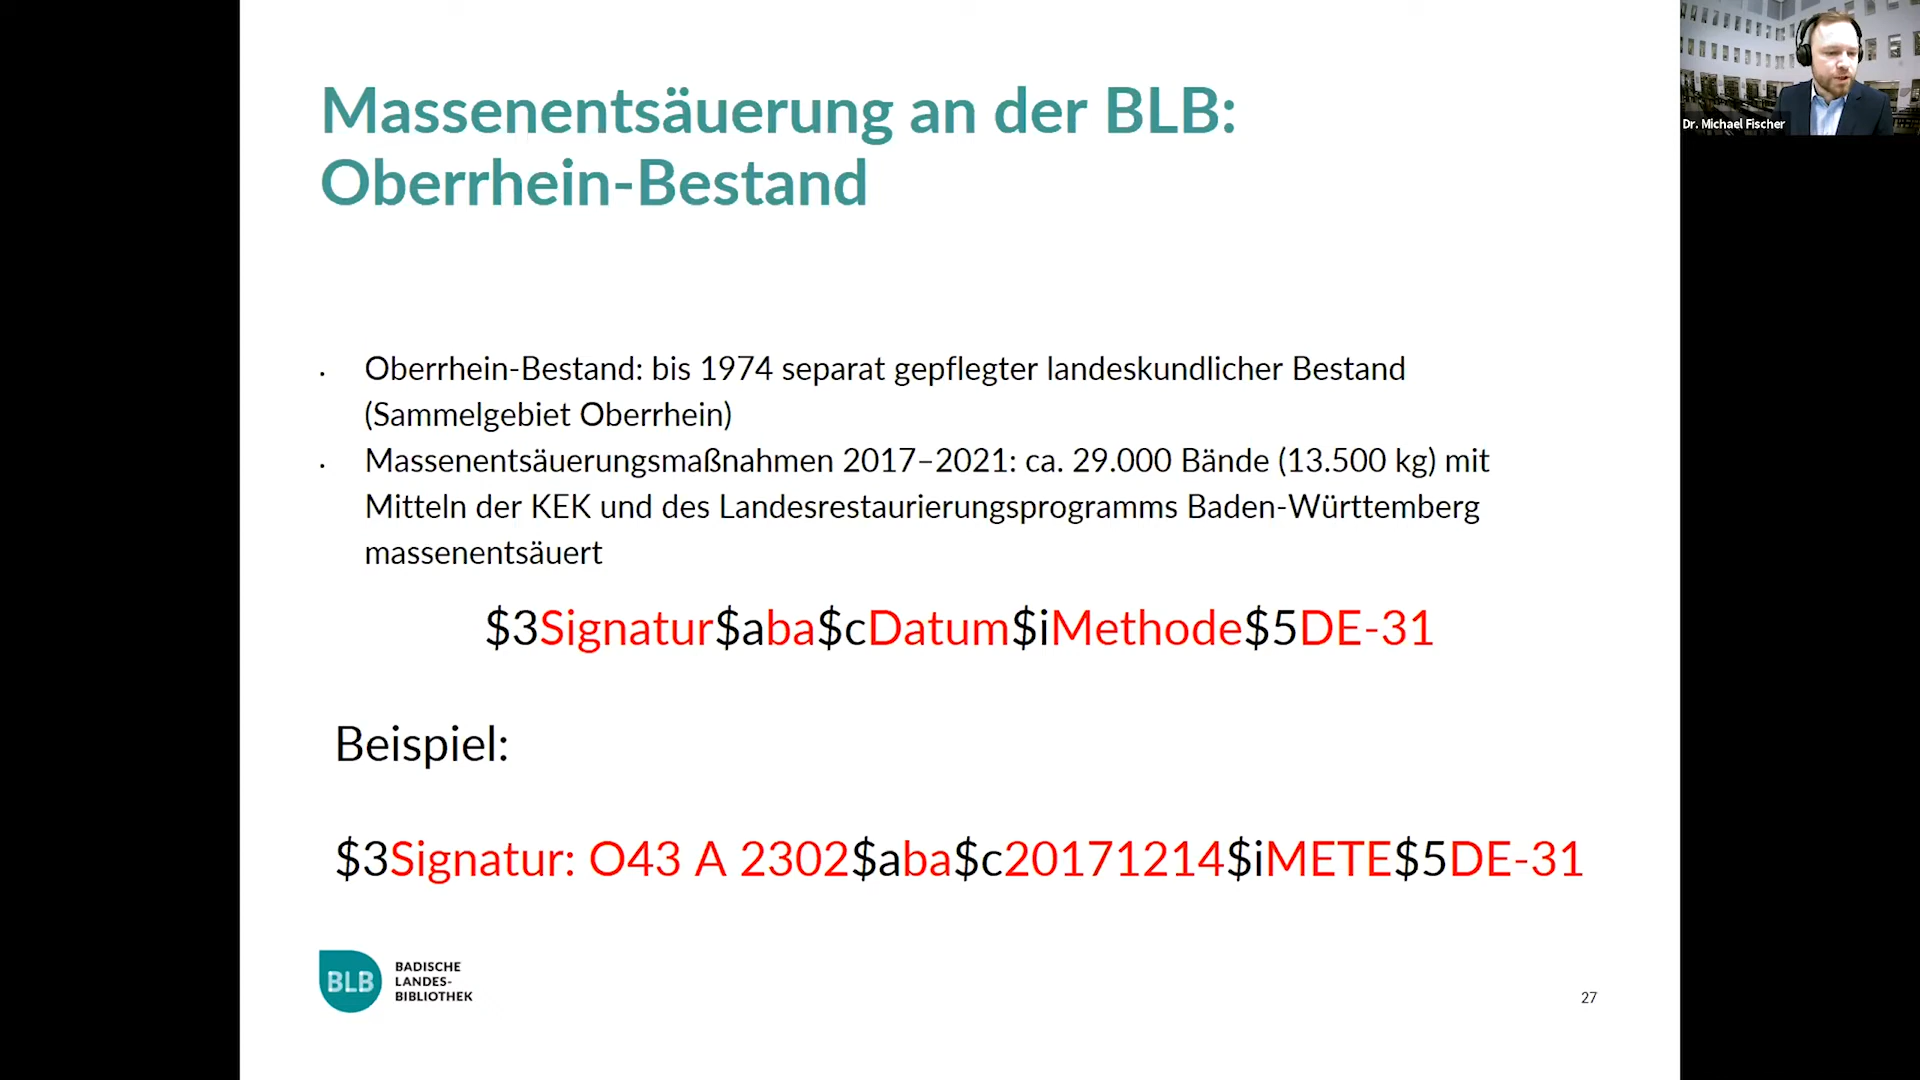 Massenentsäuerung an der BLB:
Oberrhein-Bestand
Dr. Michael Fischer
· Oberrhein-Bestand: bis 1974 separat gepflegter landeskundlicher Bestand
(Sammelgebiet Oberrhein)
· Massenentsäuerungsmaßnahmen 2017–2021: ca. 29.000 Bände (13.500 kg) mit
Mitteln der KEK und des Landesrestaurierungsprogramms Baden-Württemberg
massenentsäuert
$3Signatur$aba$cDatum$iMethode$5DE-31
Beispiel:
$3Signatur: O43 A 2302$aba$c20171214$iMETE$5DE-31
BLB
BADISCHE
LANDES-
BIBLIOTHEK
27